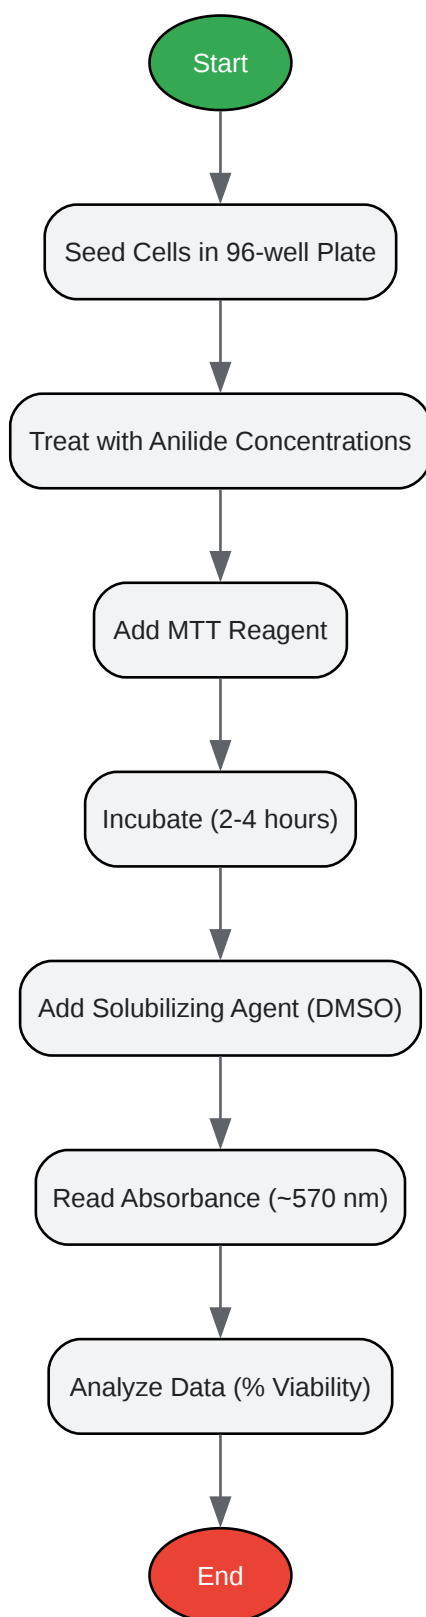 Start
Seed Cells in 96-well Plate
Treat with Anilide Concentrations
Add MTT Reagent
Incubate (2-4 hours)
Add Solubilizing Agent (DMSO)
Read Absorbance (~570 nm)
Analyze Data (% Viability)
End